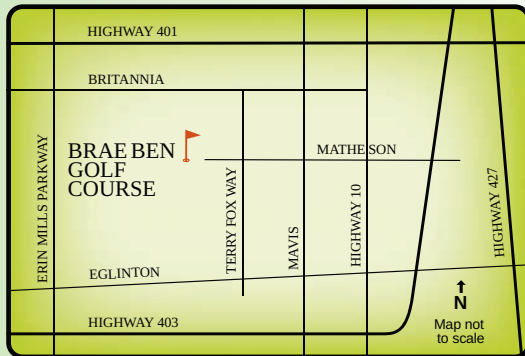 HIGHWAY 401
BRITANNIA
BRAE BEN
GOLF
COURSE
MATHESON
ERIN MILLS PARKWAY
TERRY FOX WAY
MAVIS
HIGHWAY 10
HIGHWAY 427
EGLINTON
N
Map not
to scale
HIGHWAY 403